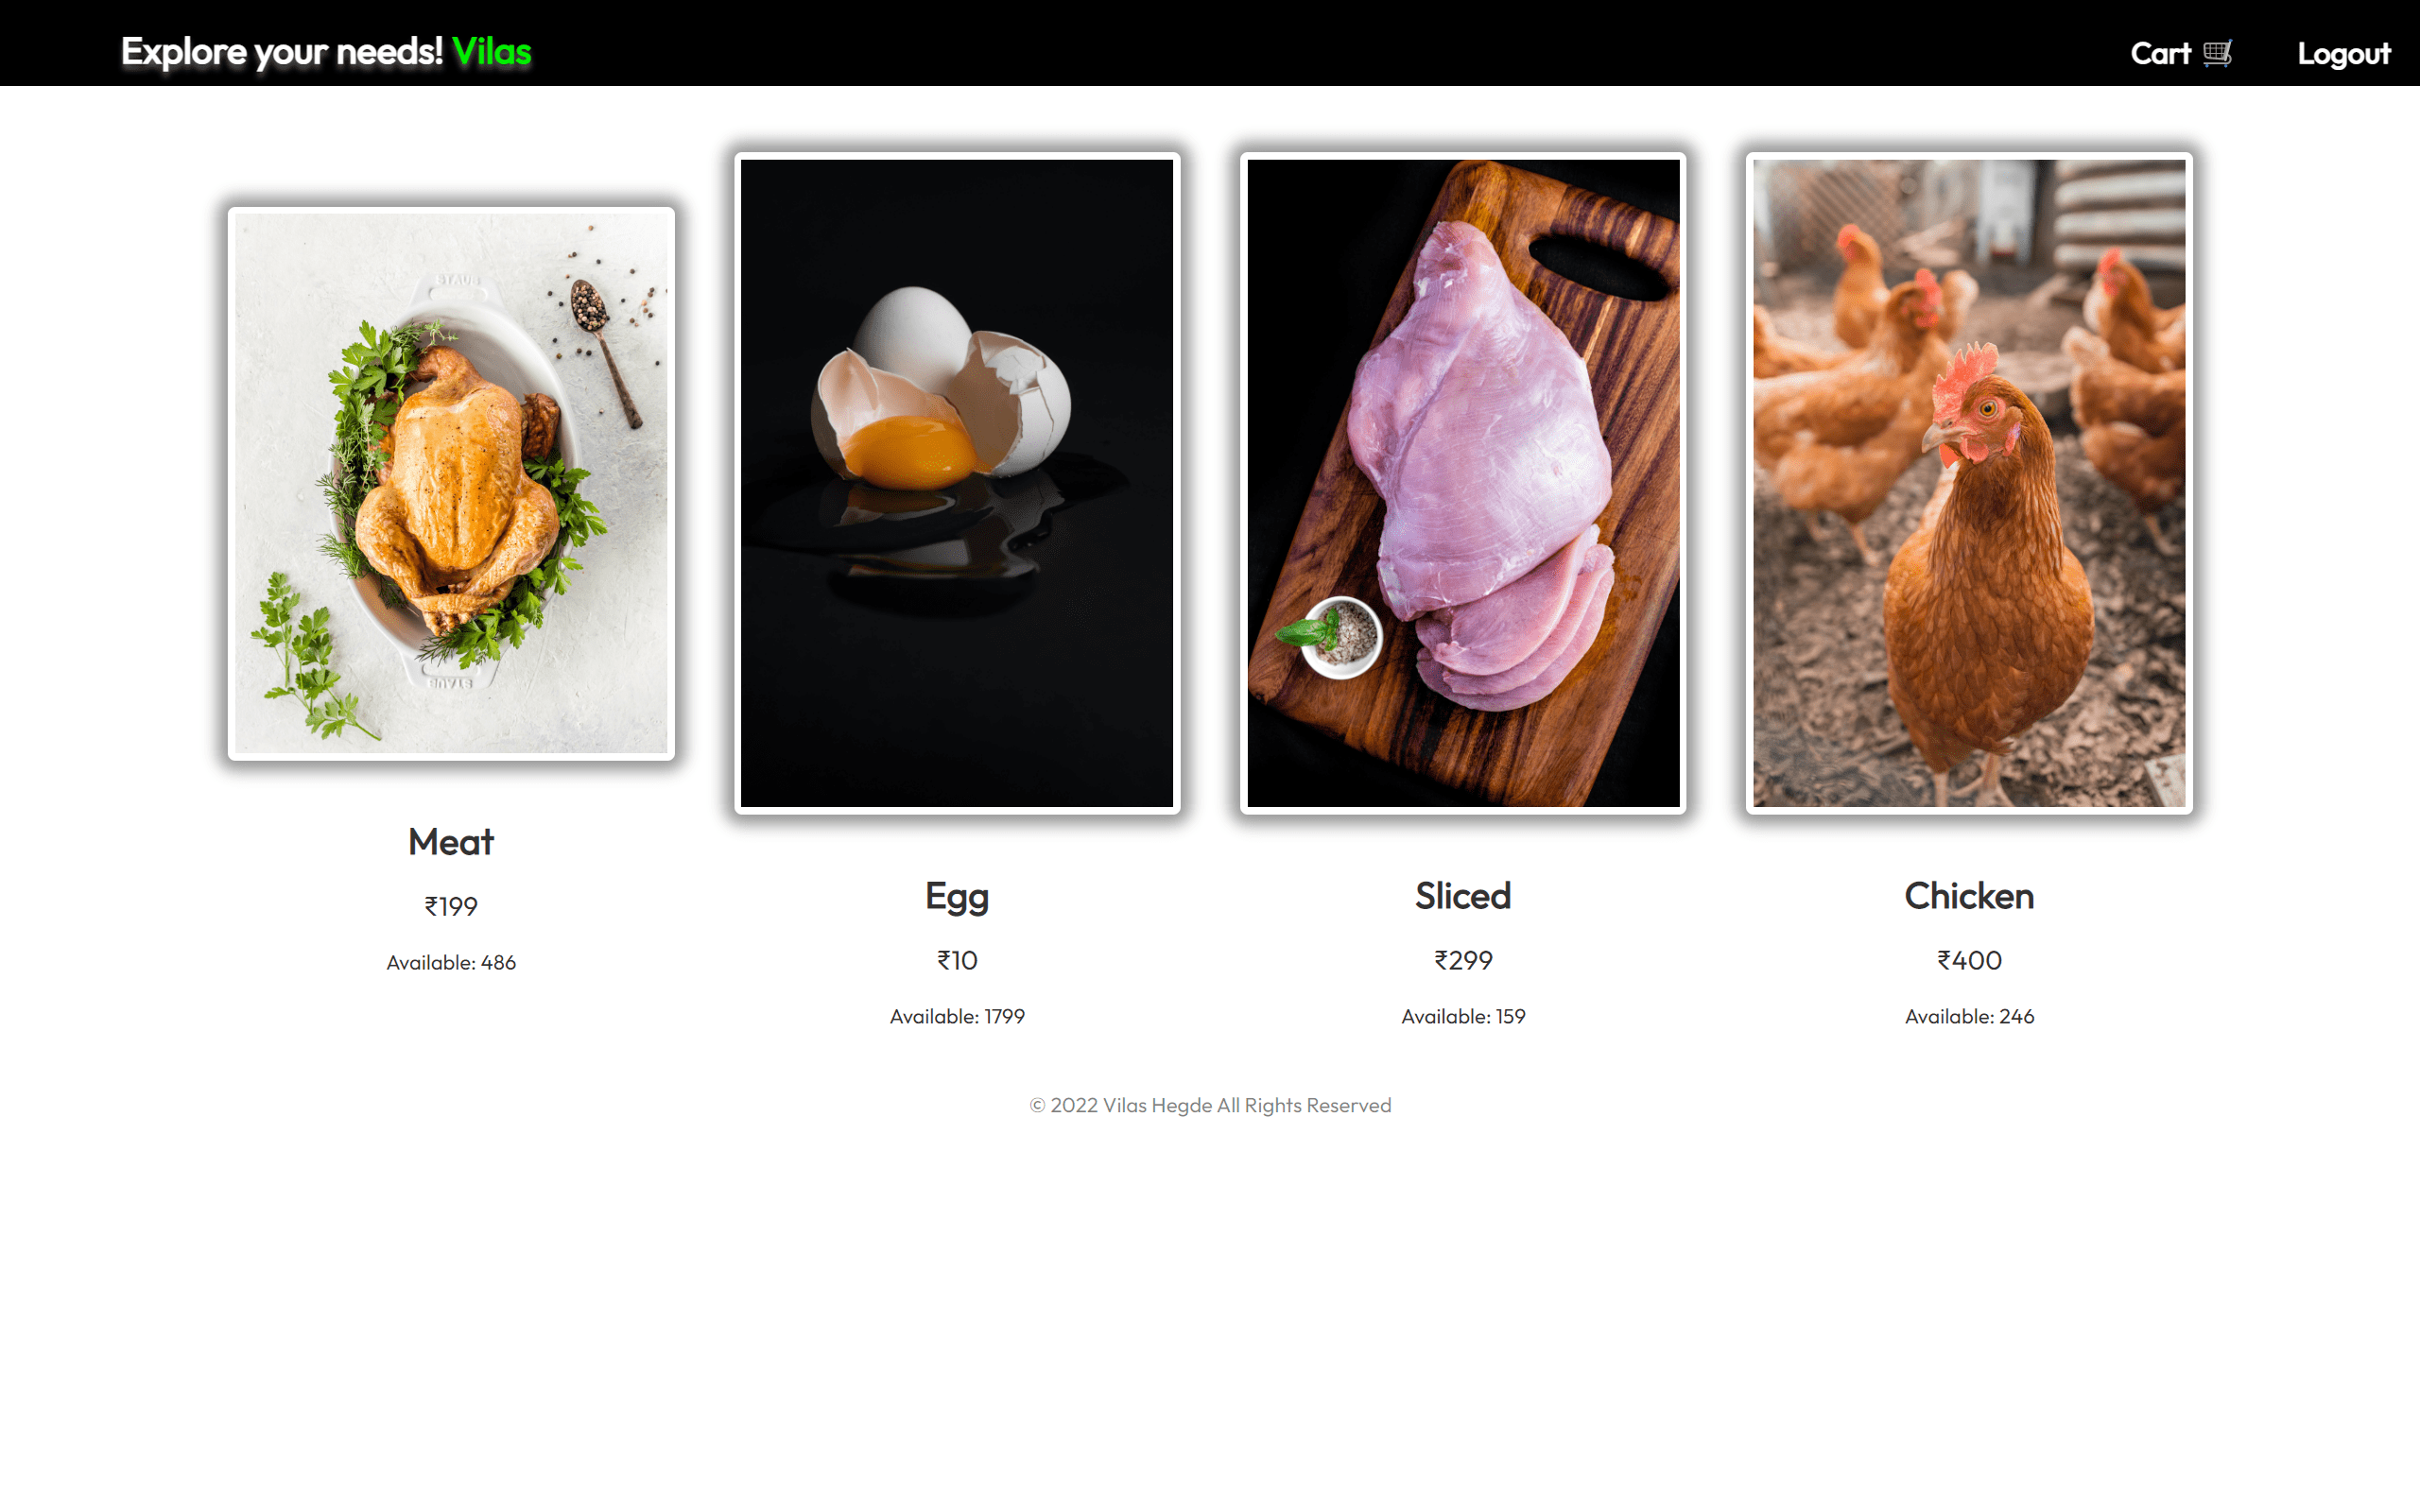 Explore your needs! Vilas
Cart Logout
STAUB
STAUB
Meat
₹199
Available: 486
Egg
₹10
Available: 1799
Sliced
₹299
Available: 159
Chicken
₹400
Available: 246
© 2022 Vilas Hegde All Rights Reserved